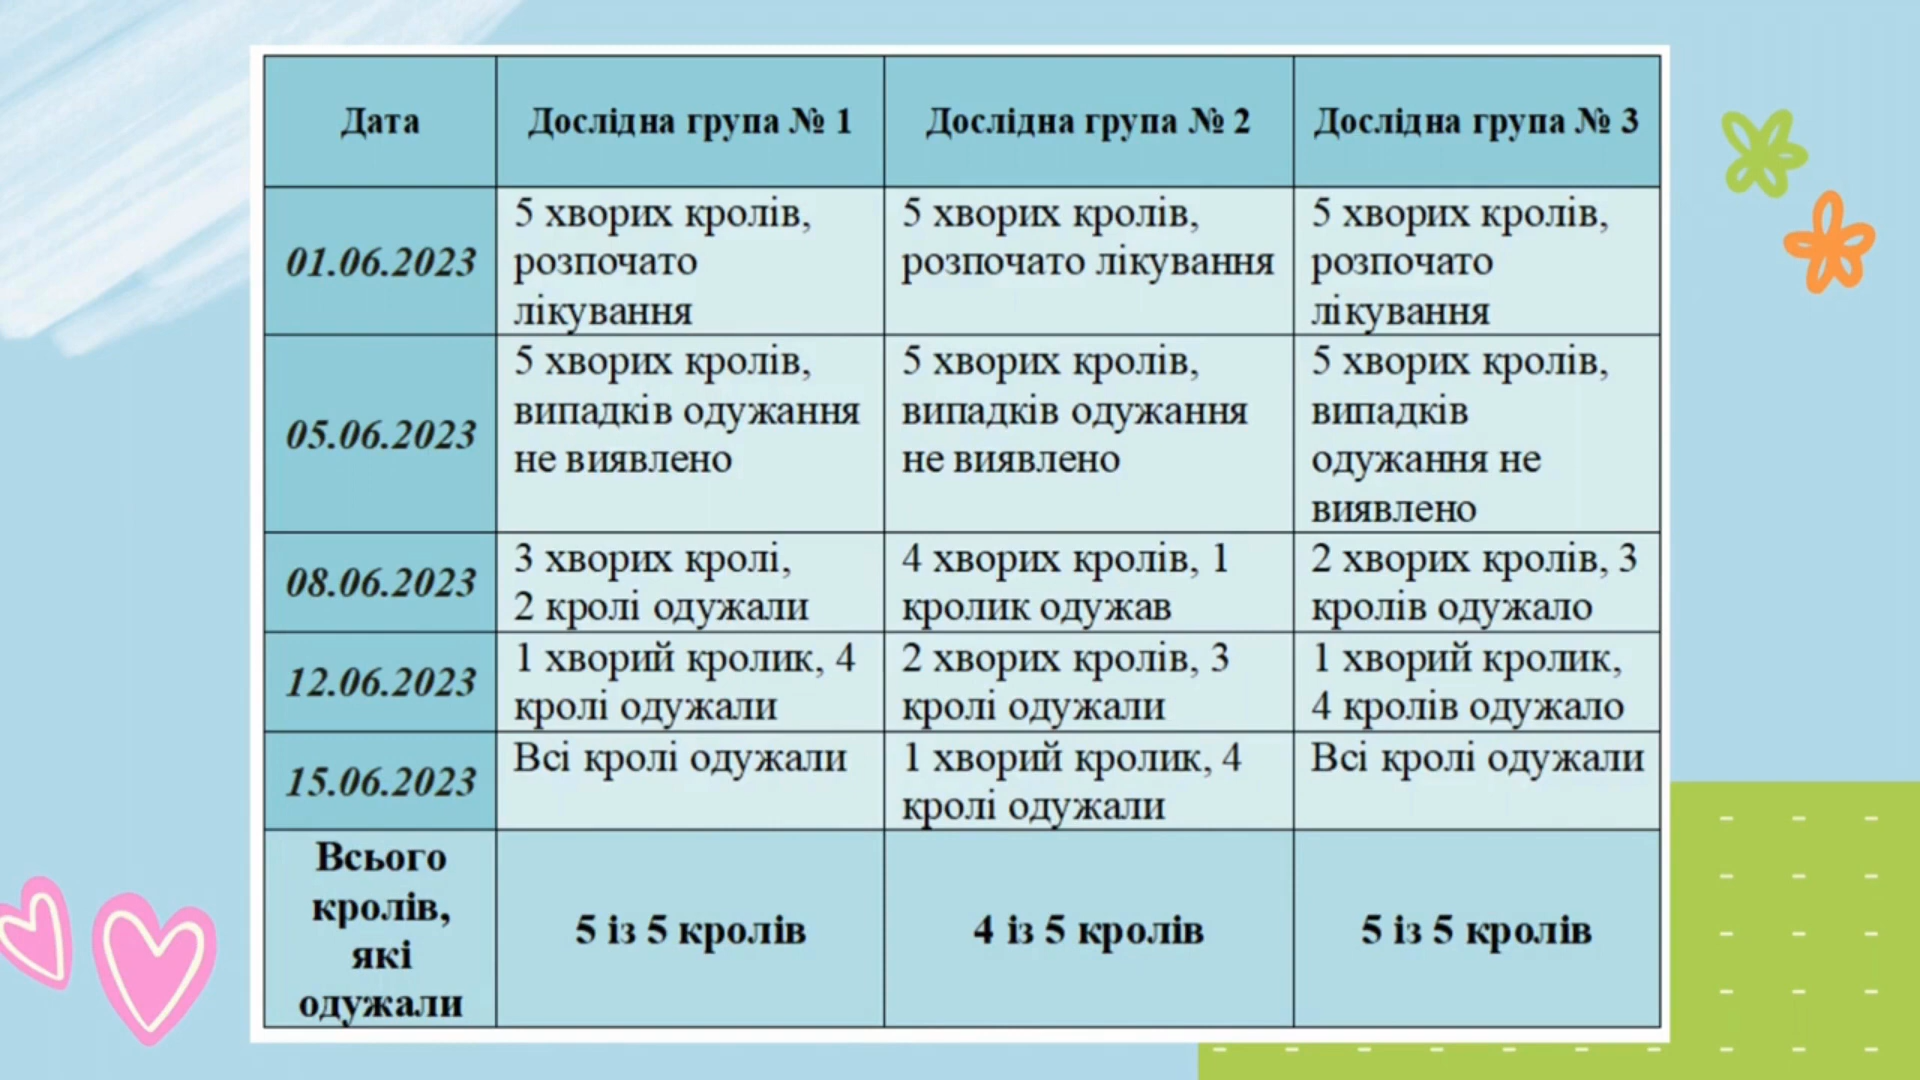 Дата
Дослідна група № 1
Дослідна група № 2
Дослідна група № 3
01.06.2023
5 хворих кролів,
розпочато
лікування
5 хворих кролів,
розпочато лікування
5 хворих кролів,
розпочато
лікування
05.06.2023
5 хворих кролів,
випадків одужання
не виявлено
5 хворих кролів,
випадків одужання
не виявлено
5 хворих кролів,
випадків
одужання не
виявлено
08.06.2023
3 хворих кролі,
2 кролі одужали
4 хворих кролів, 1
кролик одужав
2 хворих кролів, 3
кролів одужало
12.06.2023
1 хворий кролик, 4
кролі одужали
2 хворих кролів, 3
кролі одужали
1 хворий кролик,
4 кролів одужало
15.06.2023
Всі кролі одужали
1 хворий кролик, 4
кролі одужали
Всі кролі одужали
Всього
кролів,
які
одужали
5 із 5 кролів
4 із 5 кролів
5 із 5 кролів